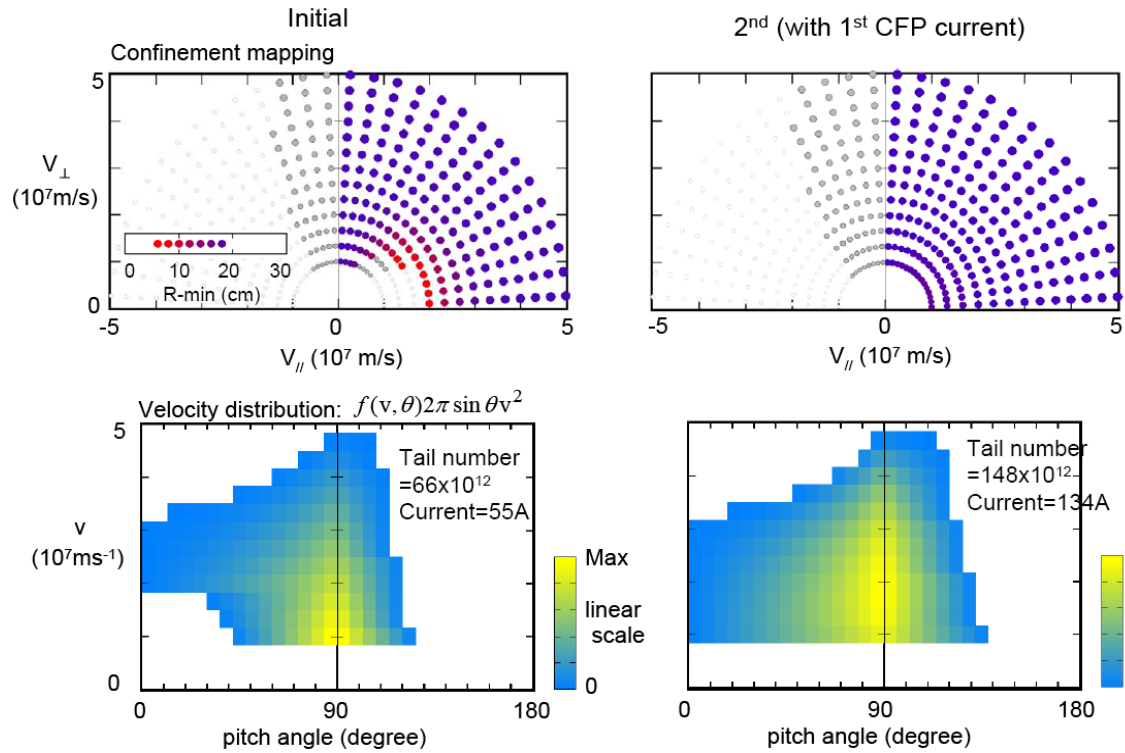 Initial
2nd (with 1st CFP current)
Confinement mapping
5
V⊥
(10⁷m/s)
0
0 10 20 30
R-min (cm)
-5 0 5
V// (10⁷ m/s)
-5 0 5
V// (10⁷ m/s)
Velocity distribution: f(v,θ)2π sin θv²
5
v
(10⁷ms⁻¹)
0
Tail number
=66x10¹²
Current=55A
Max
linear
scale
0
Tail number
=148x10¹²
Current=134A
0 90 180
pitch angle (degree)
0 90 180
pitch angle (degree)